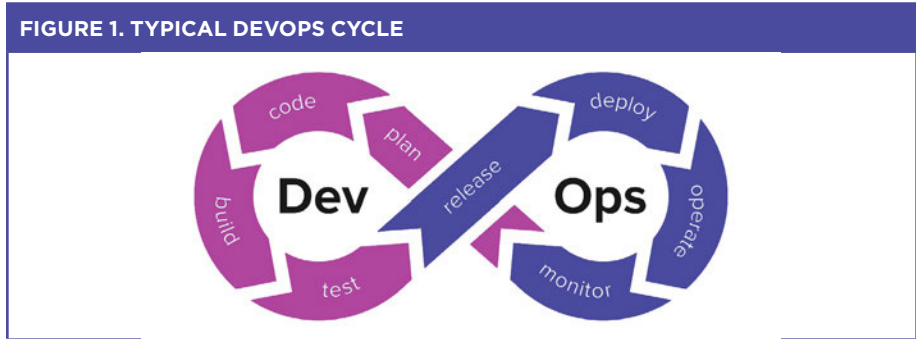 FIGURE 1. TYPICAL DEVOPS CYCLE
code
plan
build
test
Dev
release
deploy
Ops
operate
monitor